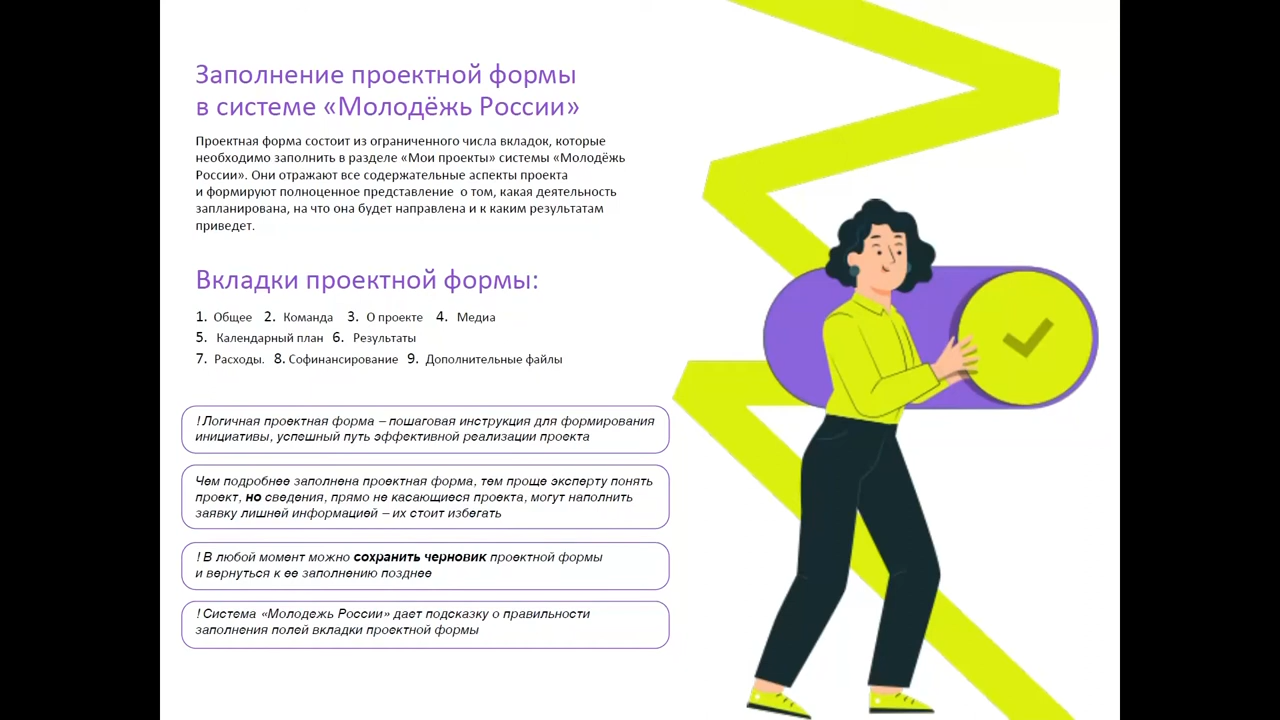 Заполнение проектной формы
в системе «Молодёжь России»
Проектная форма состоит из ограниченного числа вкладок, которые
необходимо заполнить в разделе «Мои проекты» системы «Молодёжь
России». Они отражают все содержательные аспекты проекта
и формируют полноценное представление о том, какая деятельность
запланирована, на что она будет направлена и к каким результатам
приведет.
Вкладки проектной формы:
1. Общее 2. Команда 3. О проекте 4. Медиа
5. Календарный план 6. Результаты
7. Расходы. 8. Софинансирование 9. Дополнительные файлы
! Логичная проектная форма – пошаговая инструкция для формирования
инициативы, успешный путь эффективной реализации проекта
Чем подробнее заполнена проектная форма, тем проще эксперту понять
проект, но сведения, прямо не касающиеся проекта, могут наполнить
заявку лишней информацией – их стоит избегать
! В любой момент можно сохранить черновик проектной формы
и вернуться к ее заполнению позднее
! Система «Молодежь России» дает подсказку о правильности
заполнения полей вкладки проектной формы